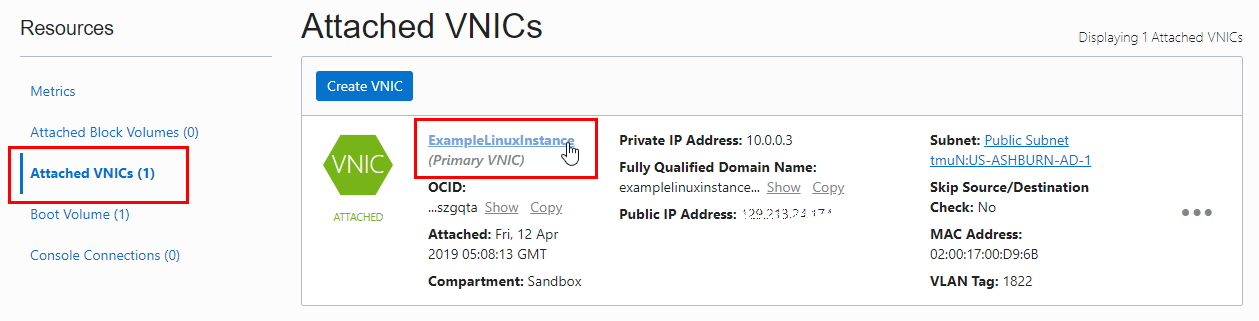 Resources
Metrics
Attached Block Volumes (0)
Attached VNICs (1)
Boot Volume (1)
Console Connections (0)
Attached VNICs
Displaying 1 Attached VNICs
Create VNIC
VNIC
ATTACHED
ExampleLinuxInstance
(Primary VNIC)
OCID:
...szgqta Show Copy
Attached: Fri, 12 Apr
2019 05:08:13 GMT
Compartment: Sandbox
Private IP Address: 10.0.0.3
Fully Qualified Domain Name:
examplelinuxinstance... Show Copy
Public IP Address:
Subnet: Public Subnet
tmuN:US-ASHBURN-AD-1
Skip Source/Destination
Check: No
MAC Address:
02:00:17:00:D9:6B
VLAN Tag: 1822